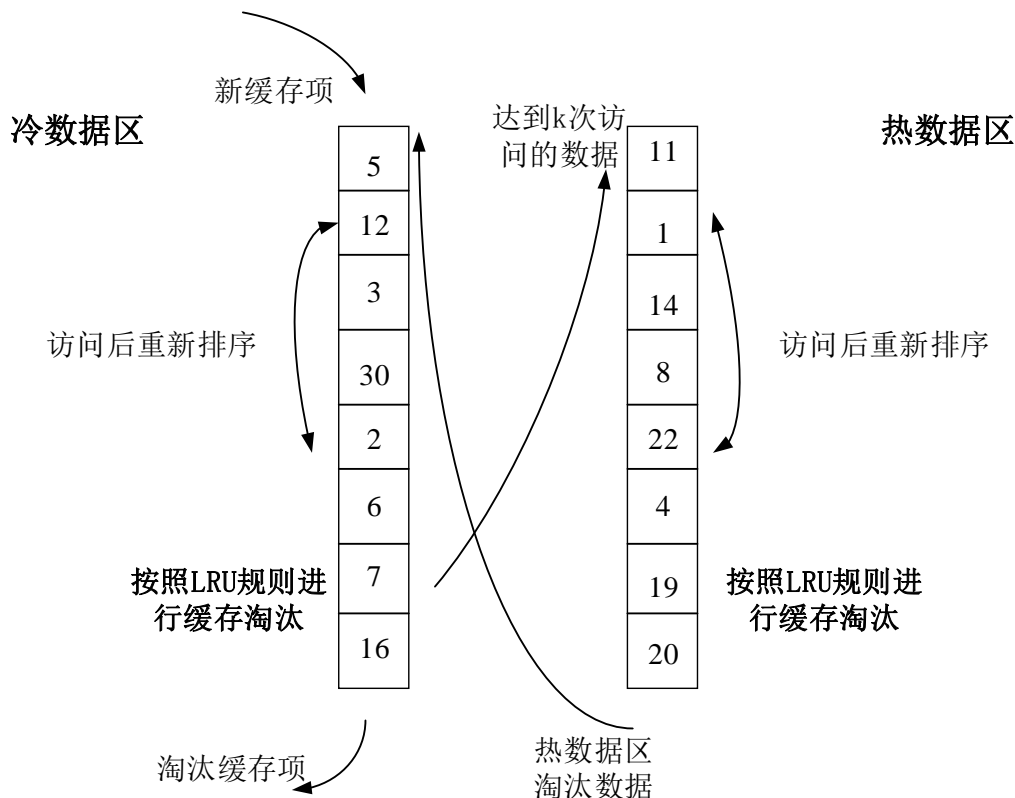 新缓存项
冷数据区
达到k次访
问的数据
热数据区
5
12
3
30
2
6
7
16
11
1
14
8
22
4
19
20
访问后重新排序
访问后重新排序
按照LRU规则进
行缓存淘汰
按照LRU规则进
行缓存淘汰
淘汰缓存项
热数据区
淘汰数据